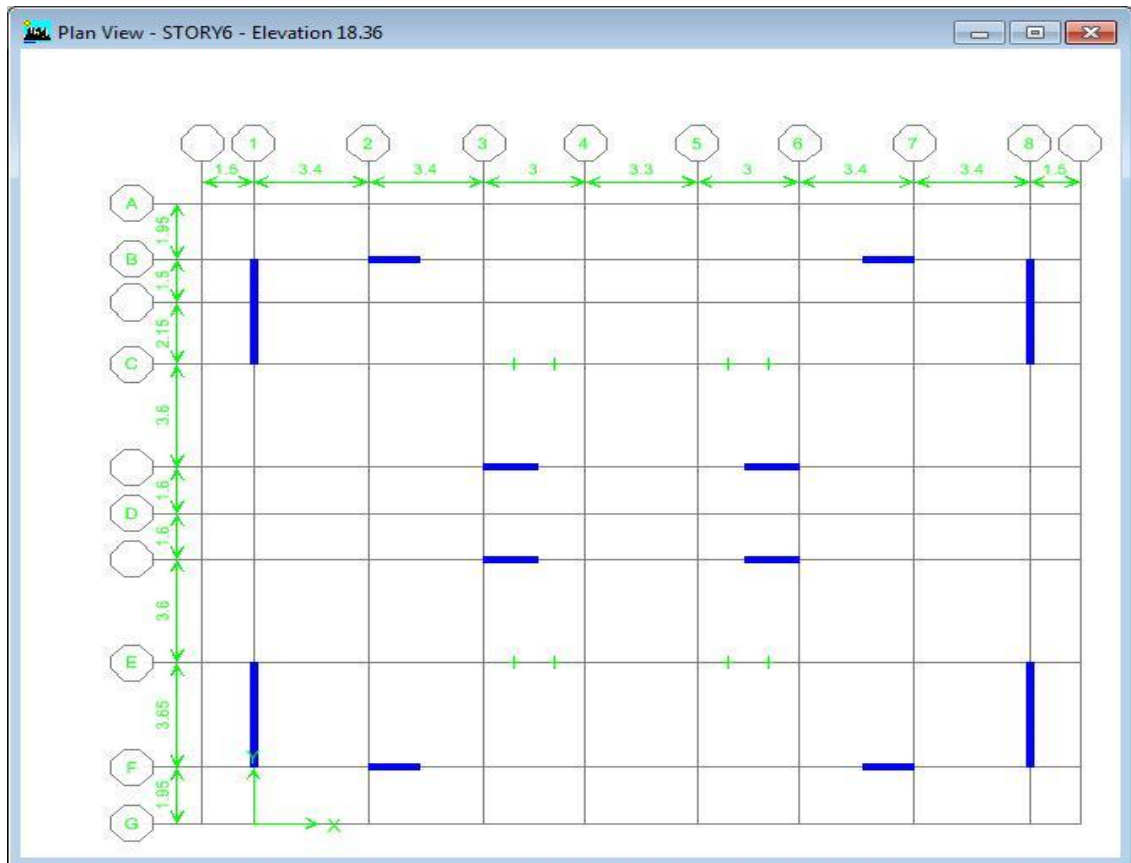 Plan View - STORY6 - Elevation 18.36
1 2 3 4 5 6 7 8
1.5 3.4 3.4 3 3.3 3 3.4 3.4 1.5
A
1.95
B
1.5
2.15
C
3.6
1.6
D
1.6
3.6
E
3.65
Y
F
1.95
G
X